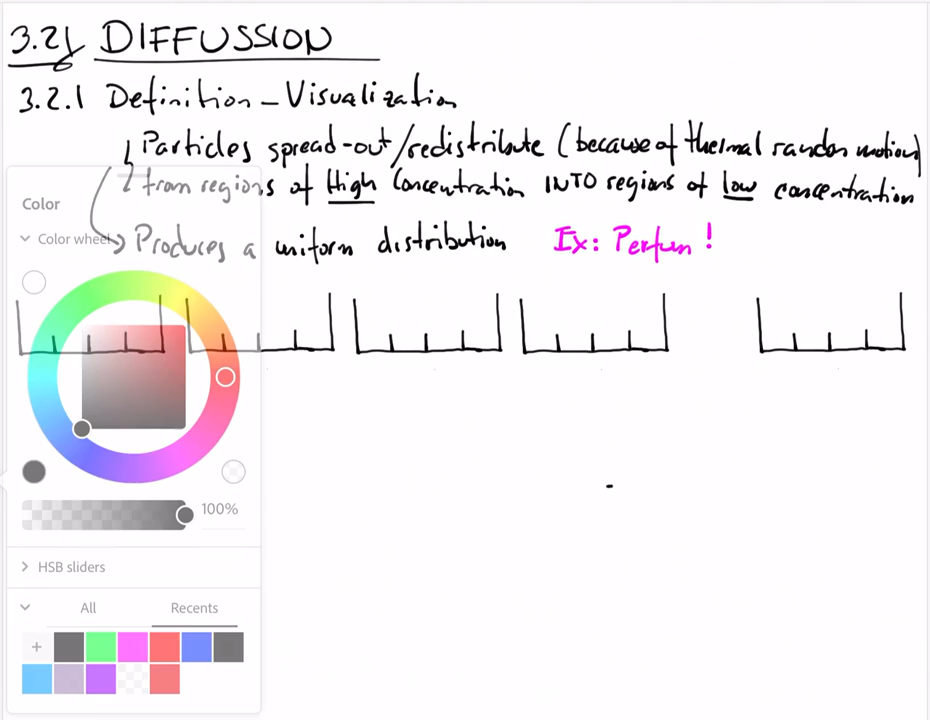 3.2 DIFFUSSION
3.2.1 Definition - Visualization
Particles spread-out/redistribute (because of thermal random motion)
from regions of High Concentration INTO regions of low concentration
Produces a uniform distribution Ex: Perfum!
Color
Color wheel
100%
HSB sliders
All Recents